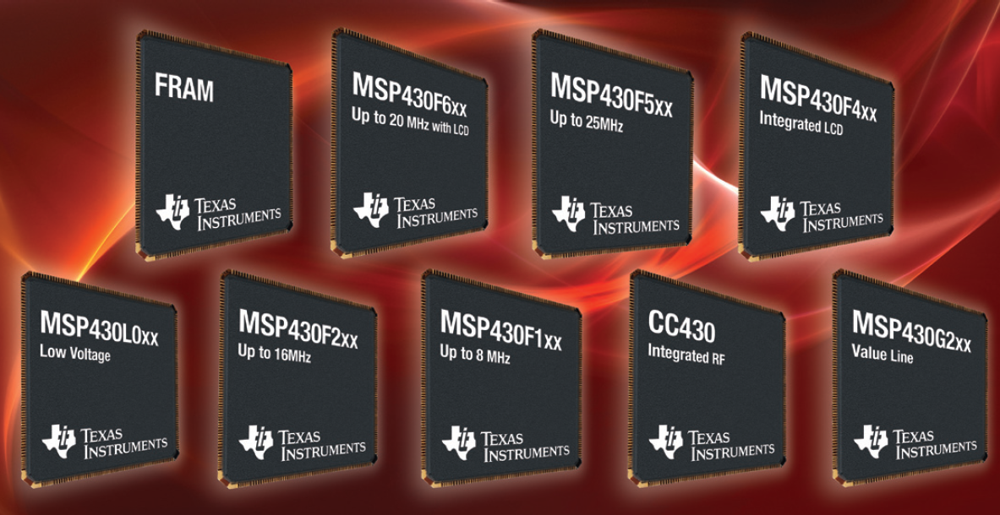 FRAM
TEXAS
INSTRUMENTS
MSP430F6xx
Up to 20 MHz with LCD
TEXAS
INSTRUMENTS
MSP430F5xx
Up to 25MHz
TEXAS
INSTRUMENTS
MSP430F4xx
Integrated LCD
TEXAS
INSTRUMENTS
MSP430L0xx
Low Voltage
TEXAS
INSTRUMENTS
MSP430F2xx
Up to 16MHz
TEXAS
INSTRUMENTS
MSP430F1xx
Up to 8 MHz
TEXAS
INSTRUMENTS
CC430
Integrated RF
TEXAS
INSTRUMENTS
MSP430G2xx
Value Line
TEXAS
INSTRUMENTS